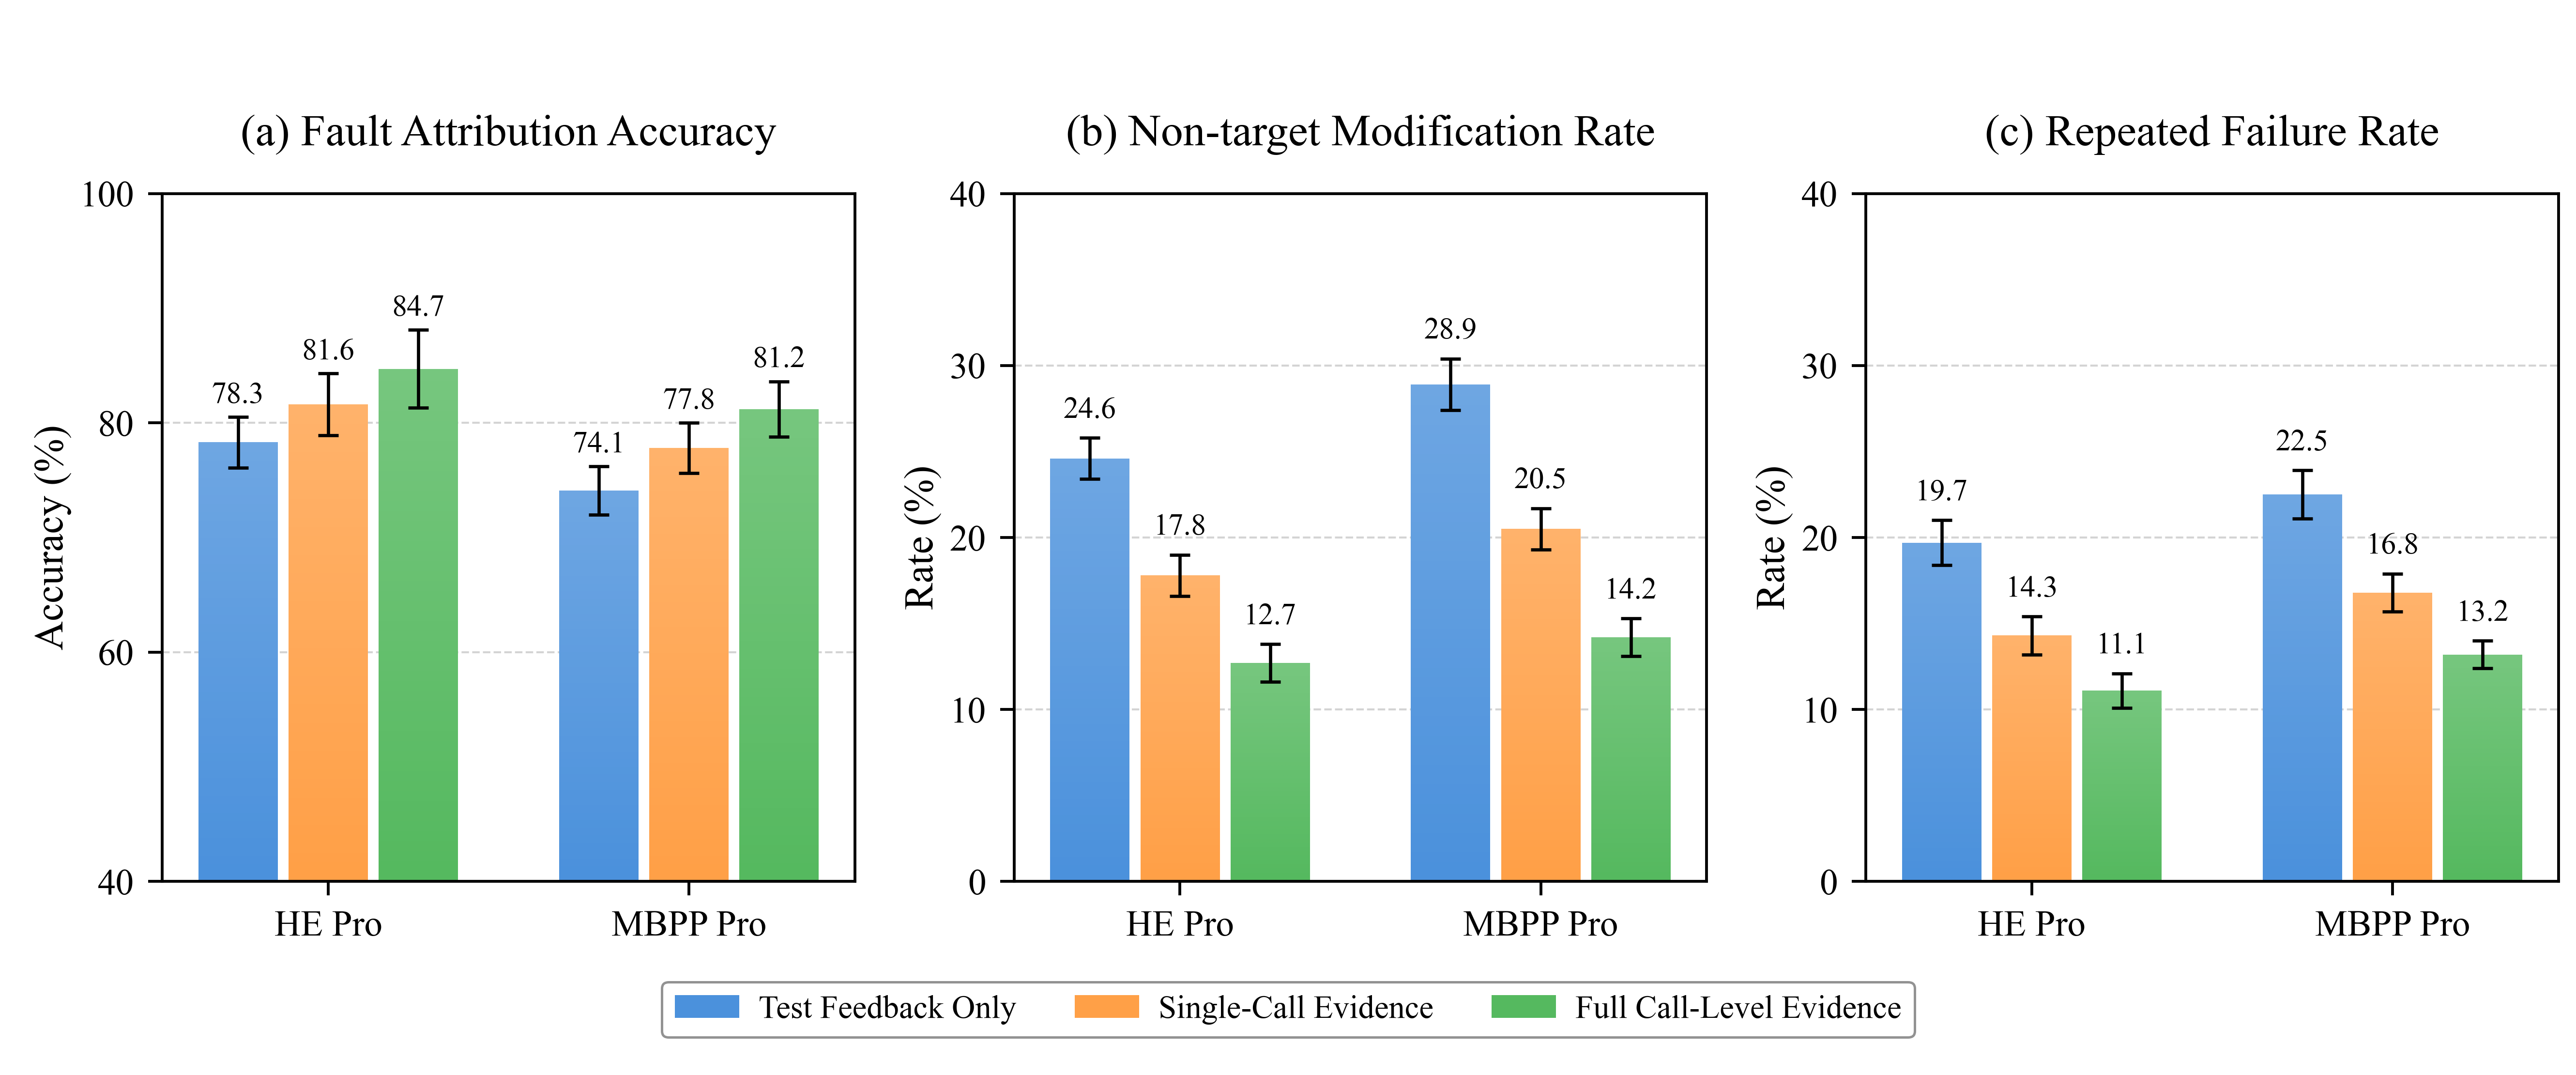 (a) Fault Attribution Accuracy
Accuracy (%)
100
80
60
40
78.3
81.6
84.7
74.1
77.8
81.2
HE Pro
MBPP Pro
(b) Non-target Modification Rate
Rate (%)
40
30
20
10
0
24.6
17.8
12.7
28.9
20.5
14.2
HE Pro
MBPP Pro
(c) Repeated Failure Rate
Rate (%)
40
30
20
10
0
19.7
14.3
11.1
22.5
16.8
13.2
HE Pro
MBPP Pro
Test Feedback Only
Single-Call Evidence
Full Call-Level Evidence